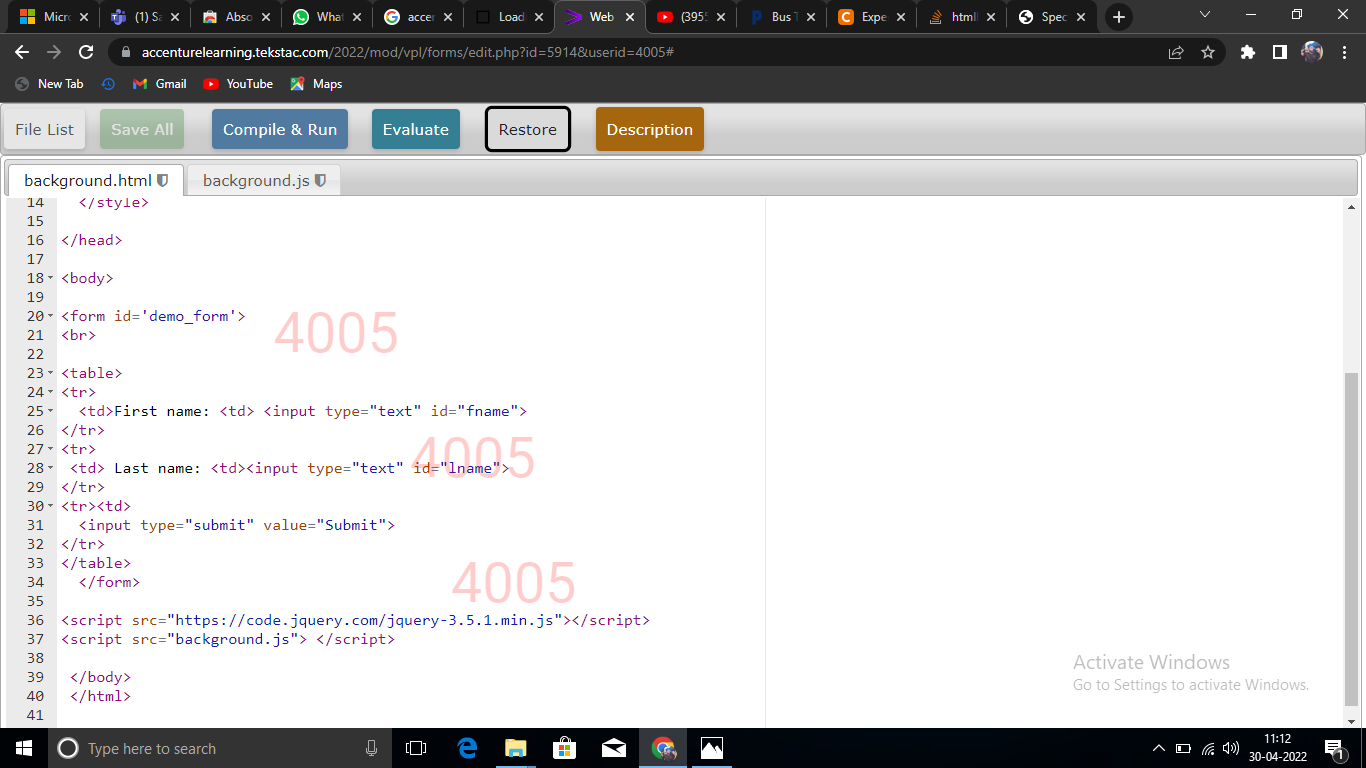 Micro
(1) Sa
Abso
What
accer
Load
Web
(3955
Bus T
Expe
html
Spec
accenturelearning.tekstac.com/2022/mod/vpl/forms/edit.php?id=5914&userid=4005#
New Tab
Gmail
YouTube
Maps
File List
Save All
Compile & Run
Evaluate
Restore
Description
background.html
background.js
14 </style>
15
16 </head>
17
18 <body>
19
20 <form id='demo_form'>
21 <br>
22
23 <table>
24 <tr>
25 <td>First name: <td> <input type="text" id="fname">
26 </tr>
27 <tr>
28 <td> Last name: <td><input type="text" id="lname">
29 </tr>
30 <tr><td>
31 <input type="submit" value="Submit">
32 </tr>
33 </table>
34 </form>
35
36 <script src="https://code.jquery.com/jquery-3.5.1.min.js"></script>
37 <script src="background.js"> </script>
38
39 </body>
40 </html>
41
4005
4005
4005
Activate Windows
Go to Settings to activate Windows.
Type here to search
11:12
30-04-2022
1